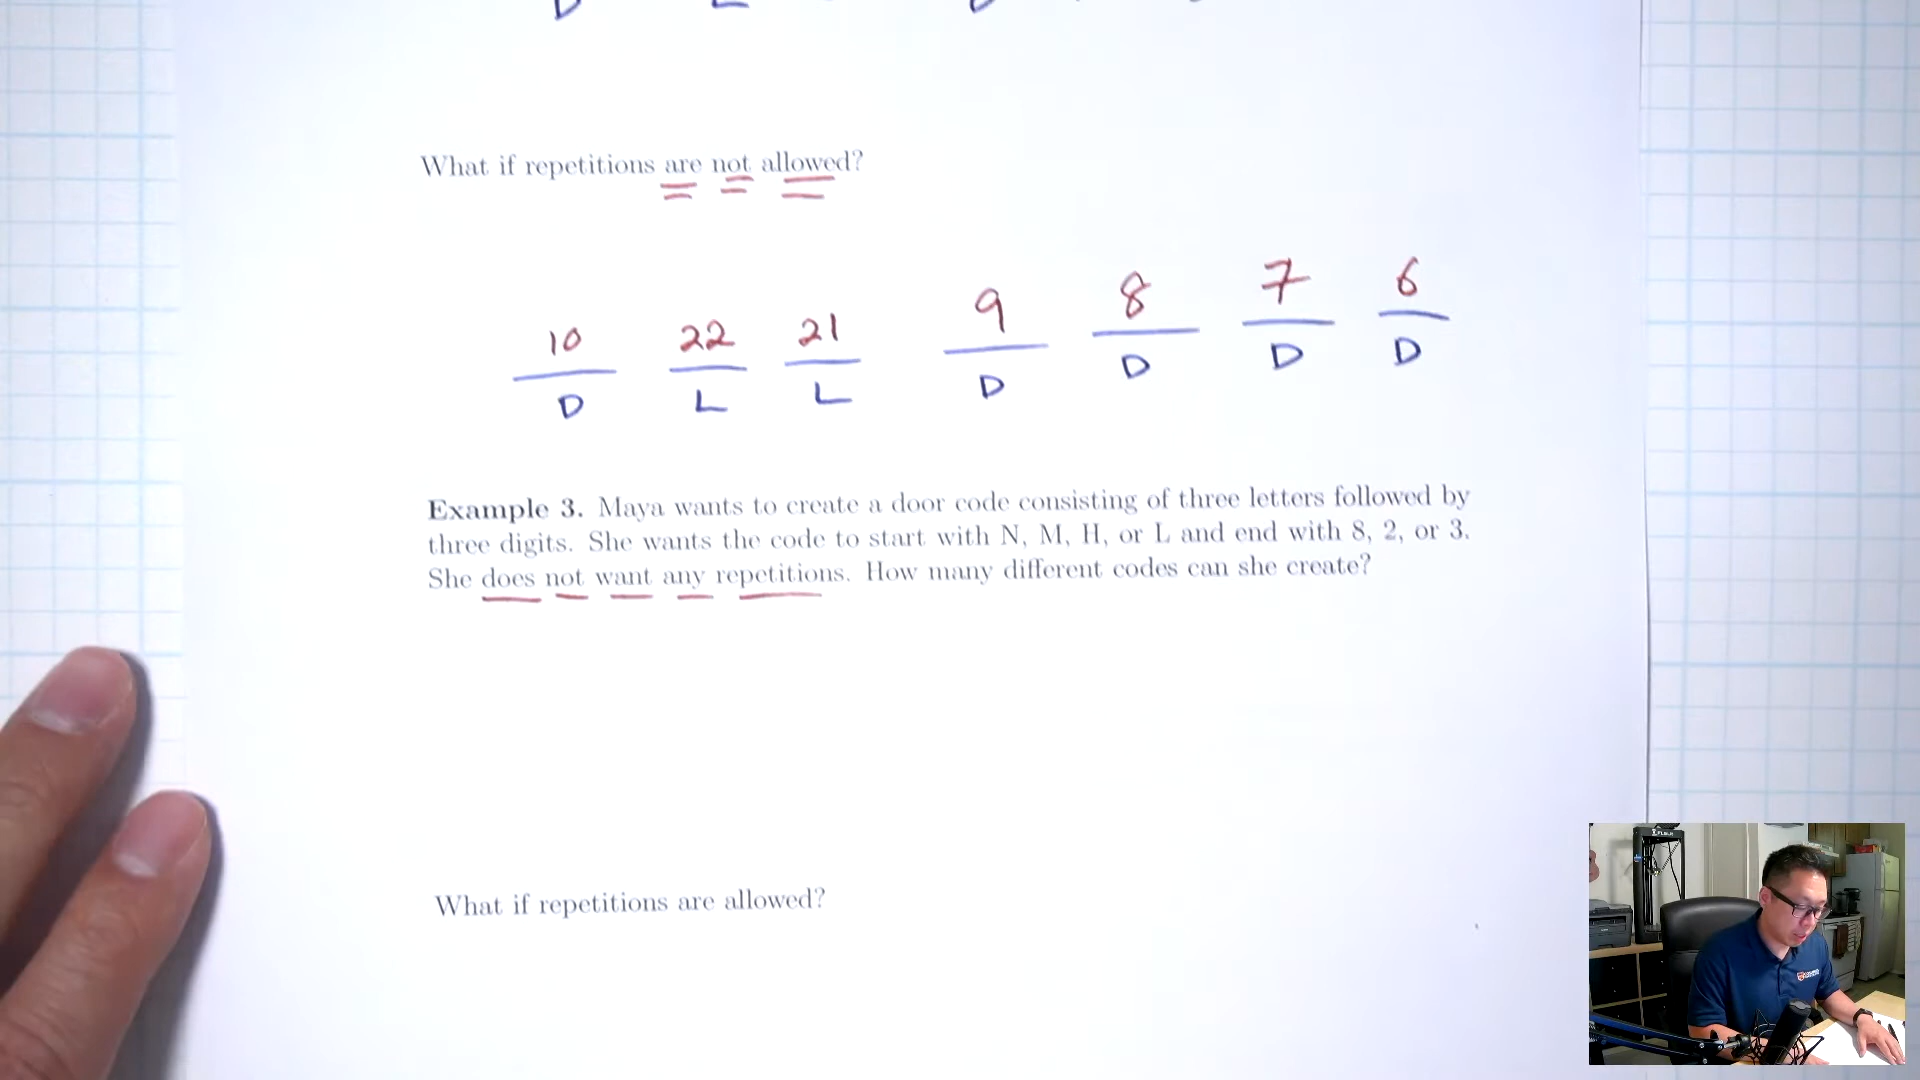 D L D
What if repetitions are not allowed?
10 22 21 9 8 7 6
D L L D D D D
Example 3. Maya wants to create a door code consisting of three letters followed by
three digits. She wants the code to start with N, M, H, or L and end with 8, 2, or 3.
She does not want any repetitions. How many different codes can she create?
What if repetitions are allowed?